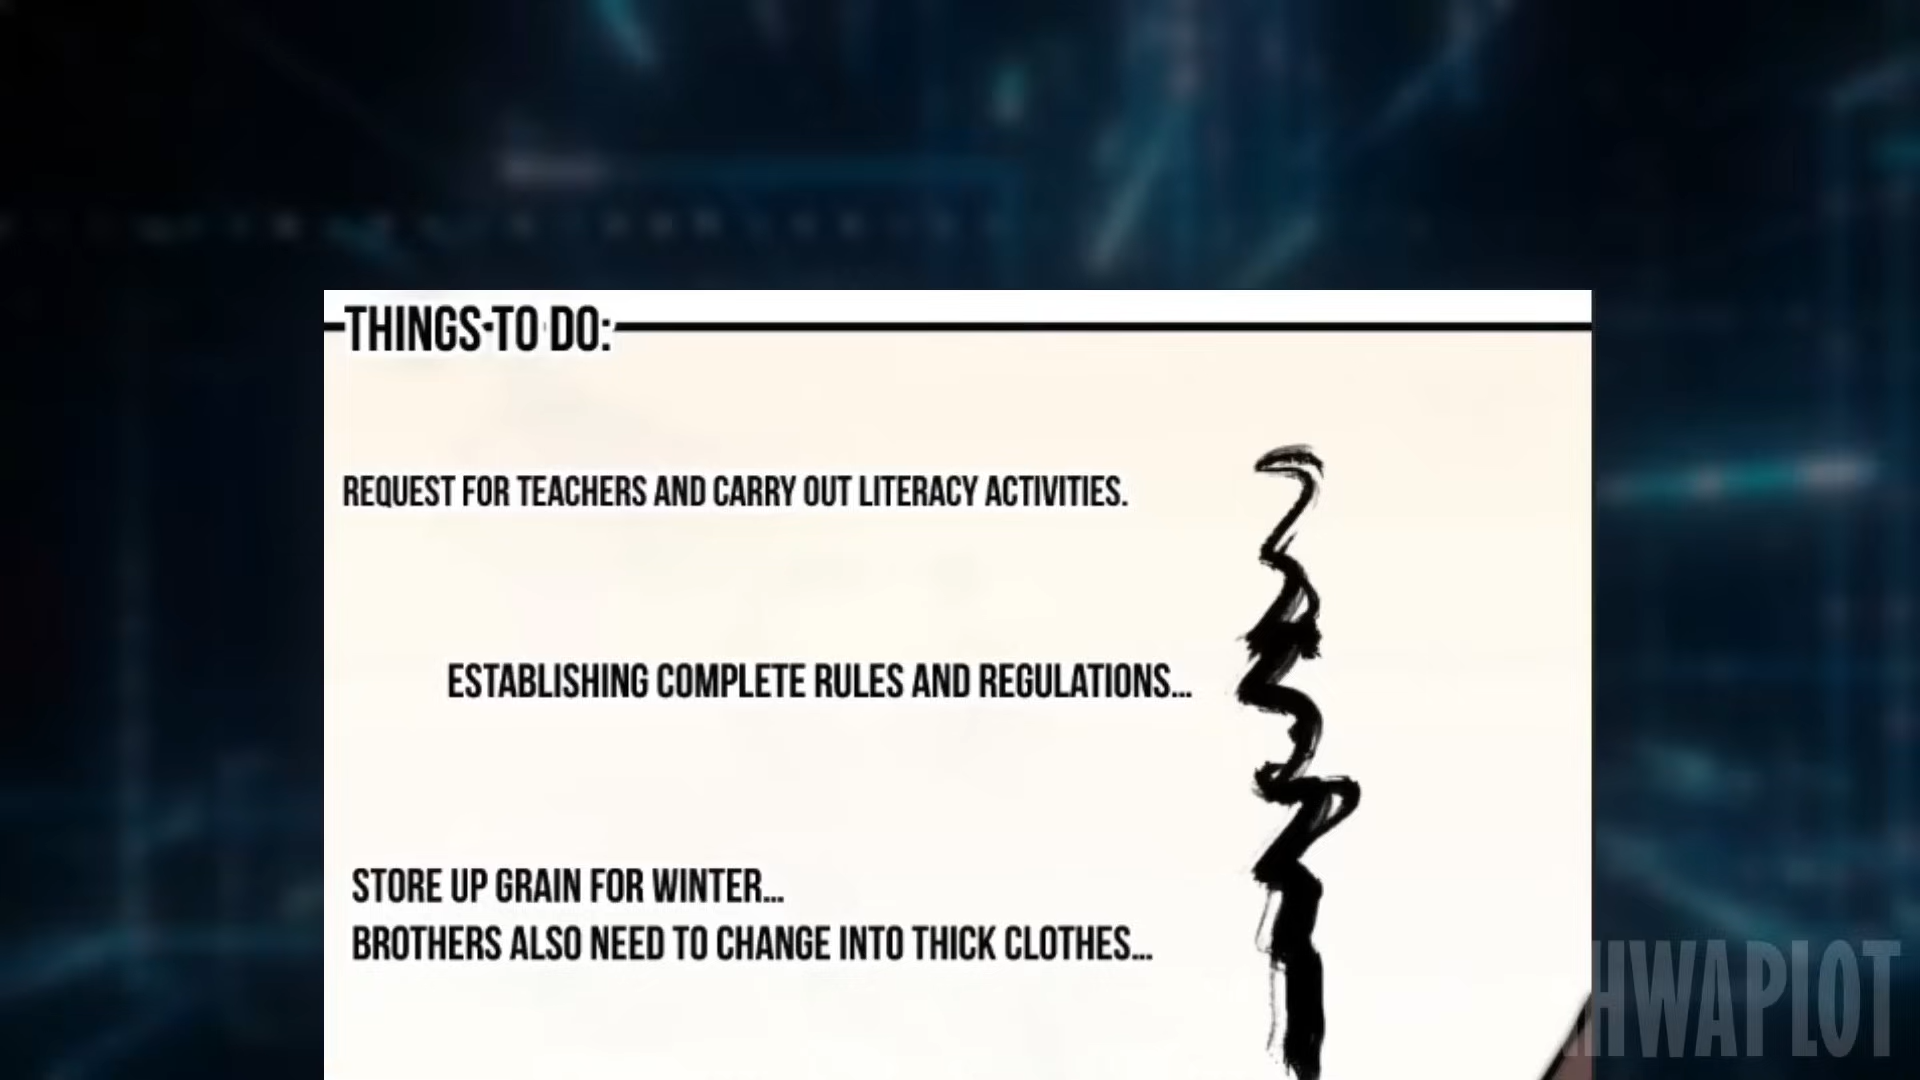 THINGS TO DO:
REQUEST FOR TEACHERS AND CARRY OUT LITERACY ACTIVITIES.
ESTABLISHING COMPLETE RULES AND REGULATIONS...
STORE UP GRAIN FOR WINTER...
BROTHERS ALSO NEED TO CHANGE INTO THICK CLOTHES...
HWAPLOT